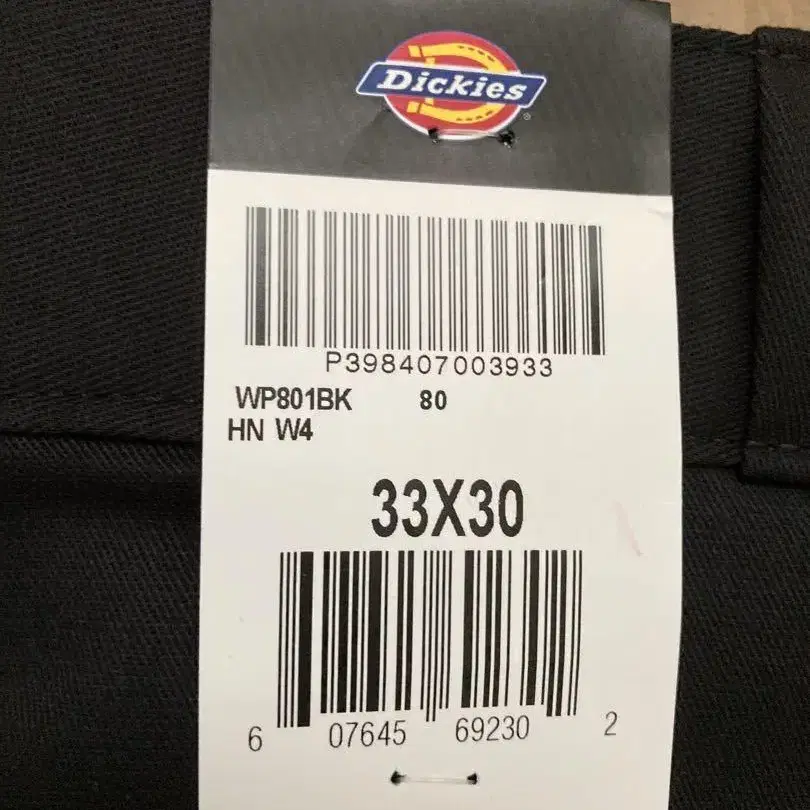 Dickies
®
P398407003933
WP801BK 80
HN W4
33X30
6 07645 69230 2